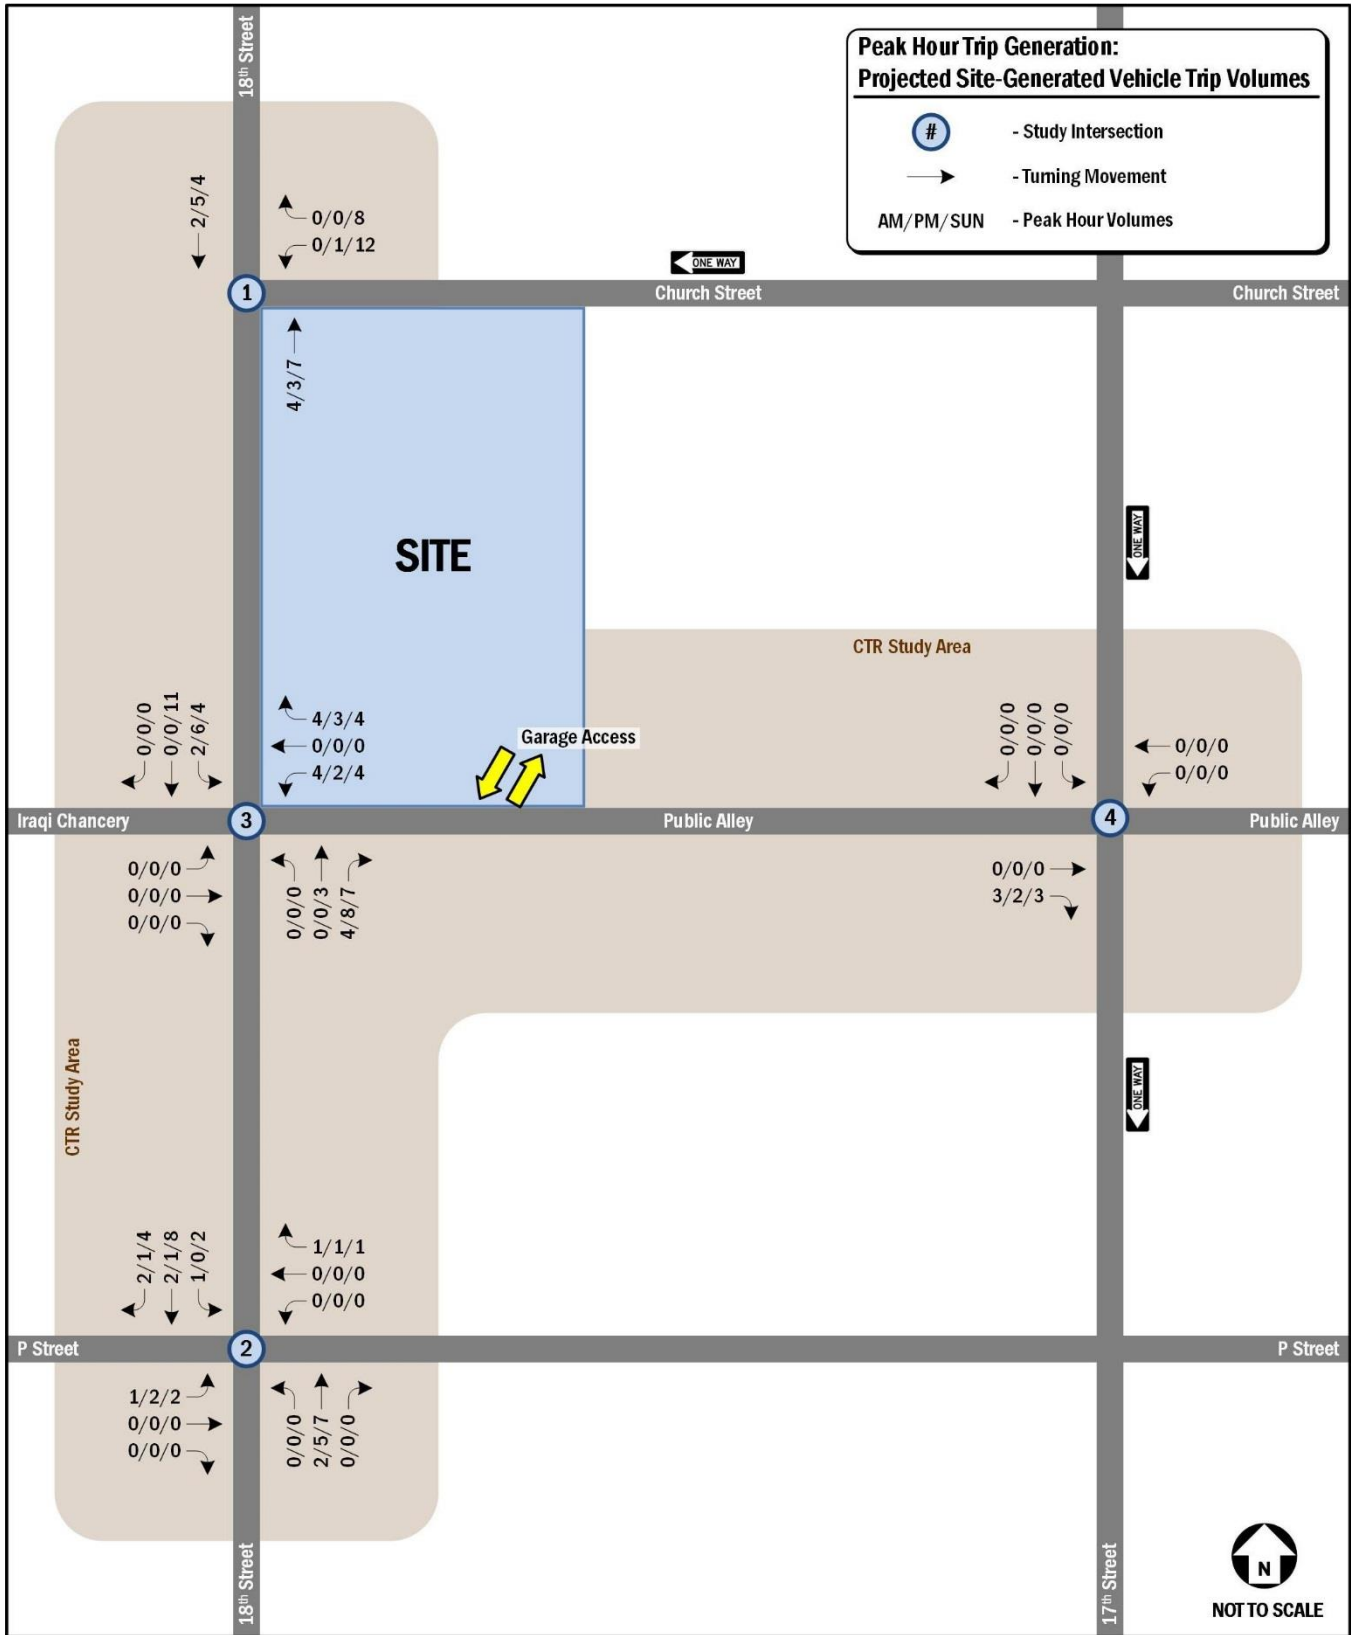 18th Street
Peak Hour Trip Generation:
Projected Site-Generated Vehicle Trip Volumes
#
- Study Intersection
- Turning Movement
AM/PM/SUN
- Peak Hour Volumes
2/5/4
0/0/8
0/1/12
ONE WAY
1
Church Street
Church Street
4/3/7
SITE
ONE WAY
CTR Study Area
0/0/0
0/0/11
2/6/4
4/3/4
0/0/0
4/2/4
Garage Access
0/0/0
0/0/0
0/0/0
0/0/0
0/0/0
Iraqi Chancery
3
Public Alley
4
Public Alley
0/0/0
0/0/0
0/0/0
0/0/0
0/0/3
4/8/7
0/0/0
3/2/3
CTR Study Area
ONE WAY
2/1/4
2/1/8
1/0/2
1/1/1
0/0/0
0/0/0
P Street
2
P Street
1/2/2
0/0/0
0/0/0
0/0/0
2/5/7
0/0/0
18th Street
17th Street
N
NOT TO SCALE